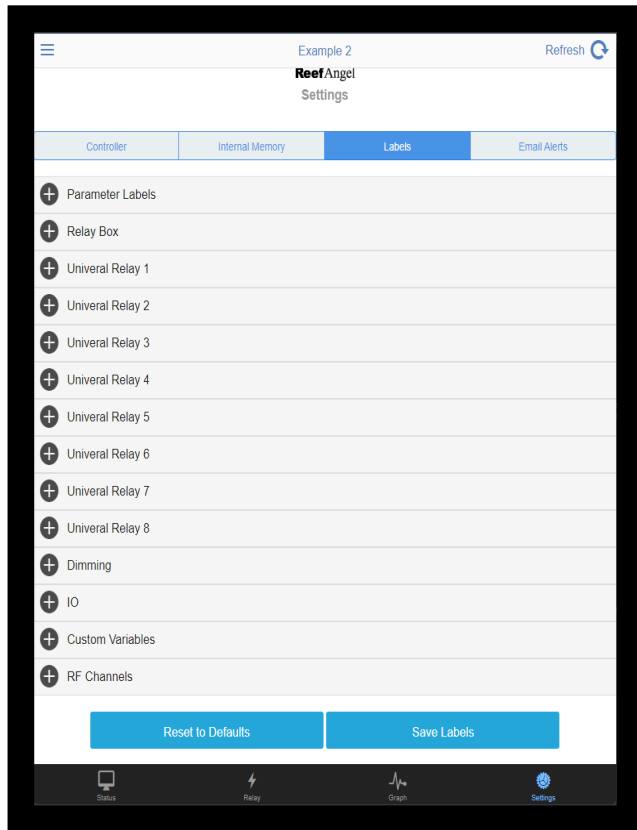 Example 2
Refresh
ReefAngel
Settings
Controller
Internal Memory
Labels
Email Alerts
Parameter Labels
Relay Box
Univeral Relay 1
Univeral Relay 2
Univeral Relay 3
Univeral Relay 4
Univeral Relay 5
Univeral Relay 6
Univeral Relay 7
Univeral Relay 8
Dimming
IO
Custom Variables
RF Channels
Reset to Defaults
Save Labels
Status
Relay
Graph
Settings